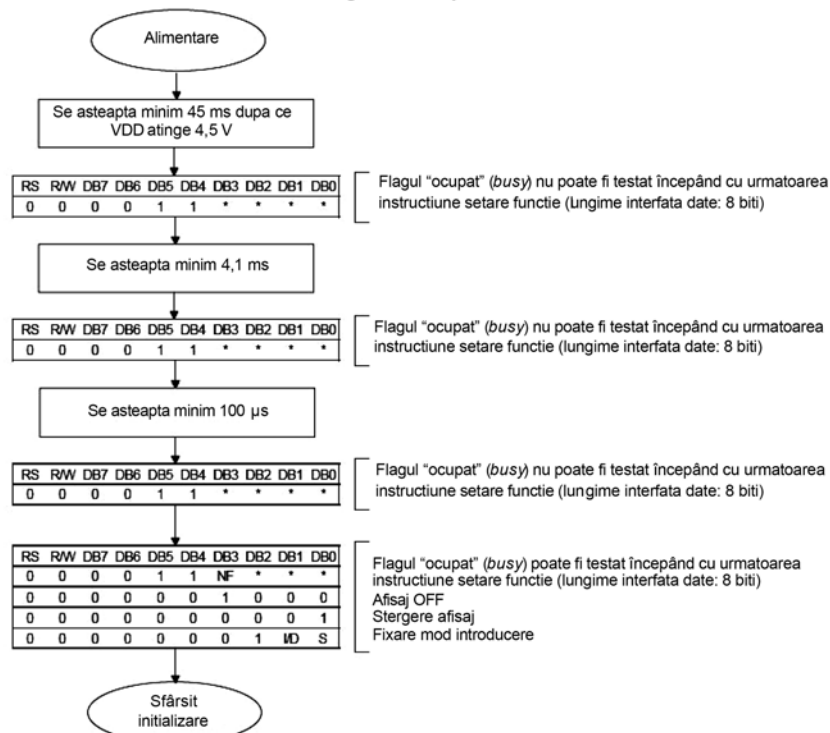 Alimentare
Se asteapta minim 45 ms dupa ce
VDD atinge 4,5 V
RS R/W DB7 DB6 DB5 DB4 DB3 DB2 DB1 DB0
0 0 0 0 1 1 * * * *
Flagul “ocupat” (busy) nu poate fi testat începând cu urmatoarea
instructiune setare functie (lungime interfata date: 8 biti)
Se asteapta minim 4,1 ms
RS R/W DB7 DB6 DB5 DB4 DB3 DB2 DB1 DB0
0 0 0 0 1 1 * * * *
Flagul “ocupat” (busy) nu poate fi testat începând cu urmatoarea
instructiune setare functie (lungime interfata date: 8 biti)
Se asteapta minim 100 µs
RS R/W DB7 DB6 DB5 DB4 DB3 DB2 DB1 DB0
0 0 0 0 1 1 * * * *
Flagul “ocupat” (busy) nu poate fi testat începând cu urmatoarea
instructiune setare functie (lungime interfata date: 8 biti)
RS R/W DB7 DB6 DB5 DB4 DB3 DB2 DB1 DB0
0 0 0 0 1 1 NF * * *
0 0 0 0 0 0 1 0 0 0
0 0 0 0 0 0 0 0 0 1
0 0 0 0 0 0 0 1 I/D S
Flagul “ocupat” (busy) poate fi testat începând cu urmatoarea
instructiune setare functie (lungime interfata date: 8 biti)
Afisaj OFF
Stergere afisaj
Fixare mod introducere
Sfârsit
initializare